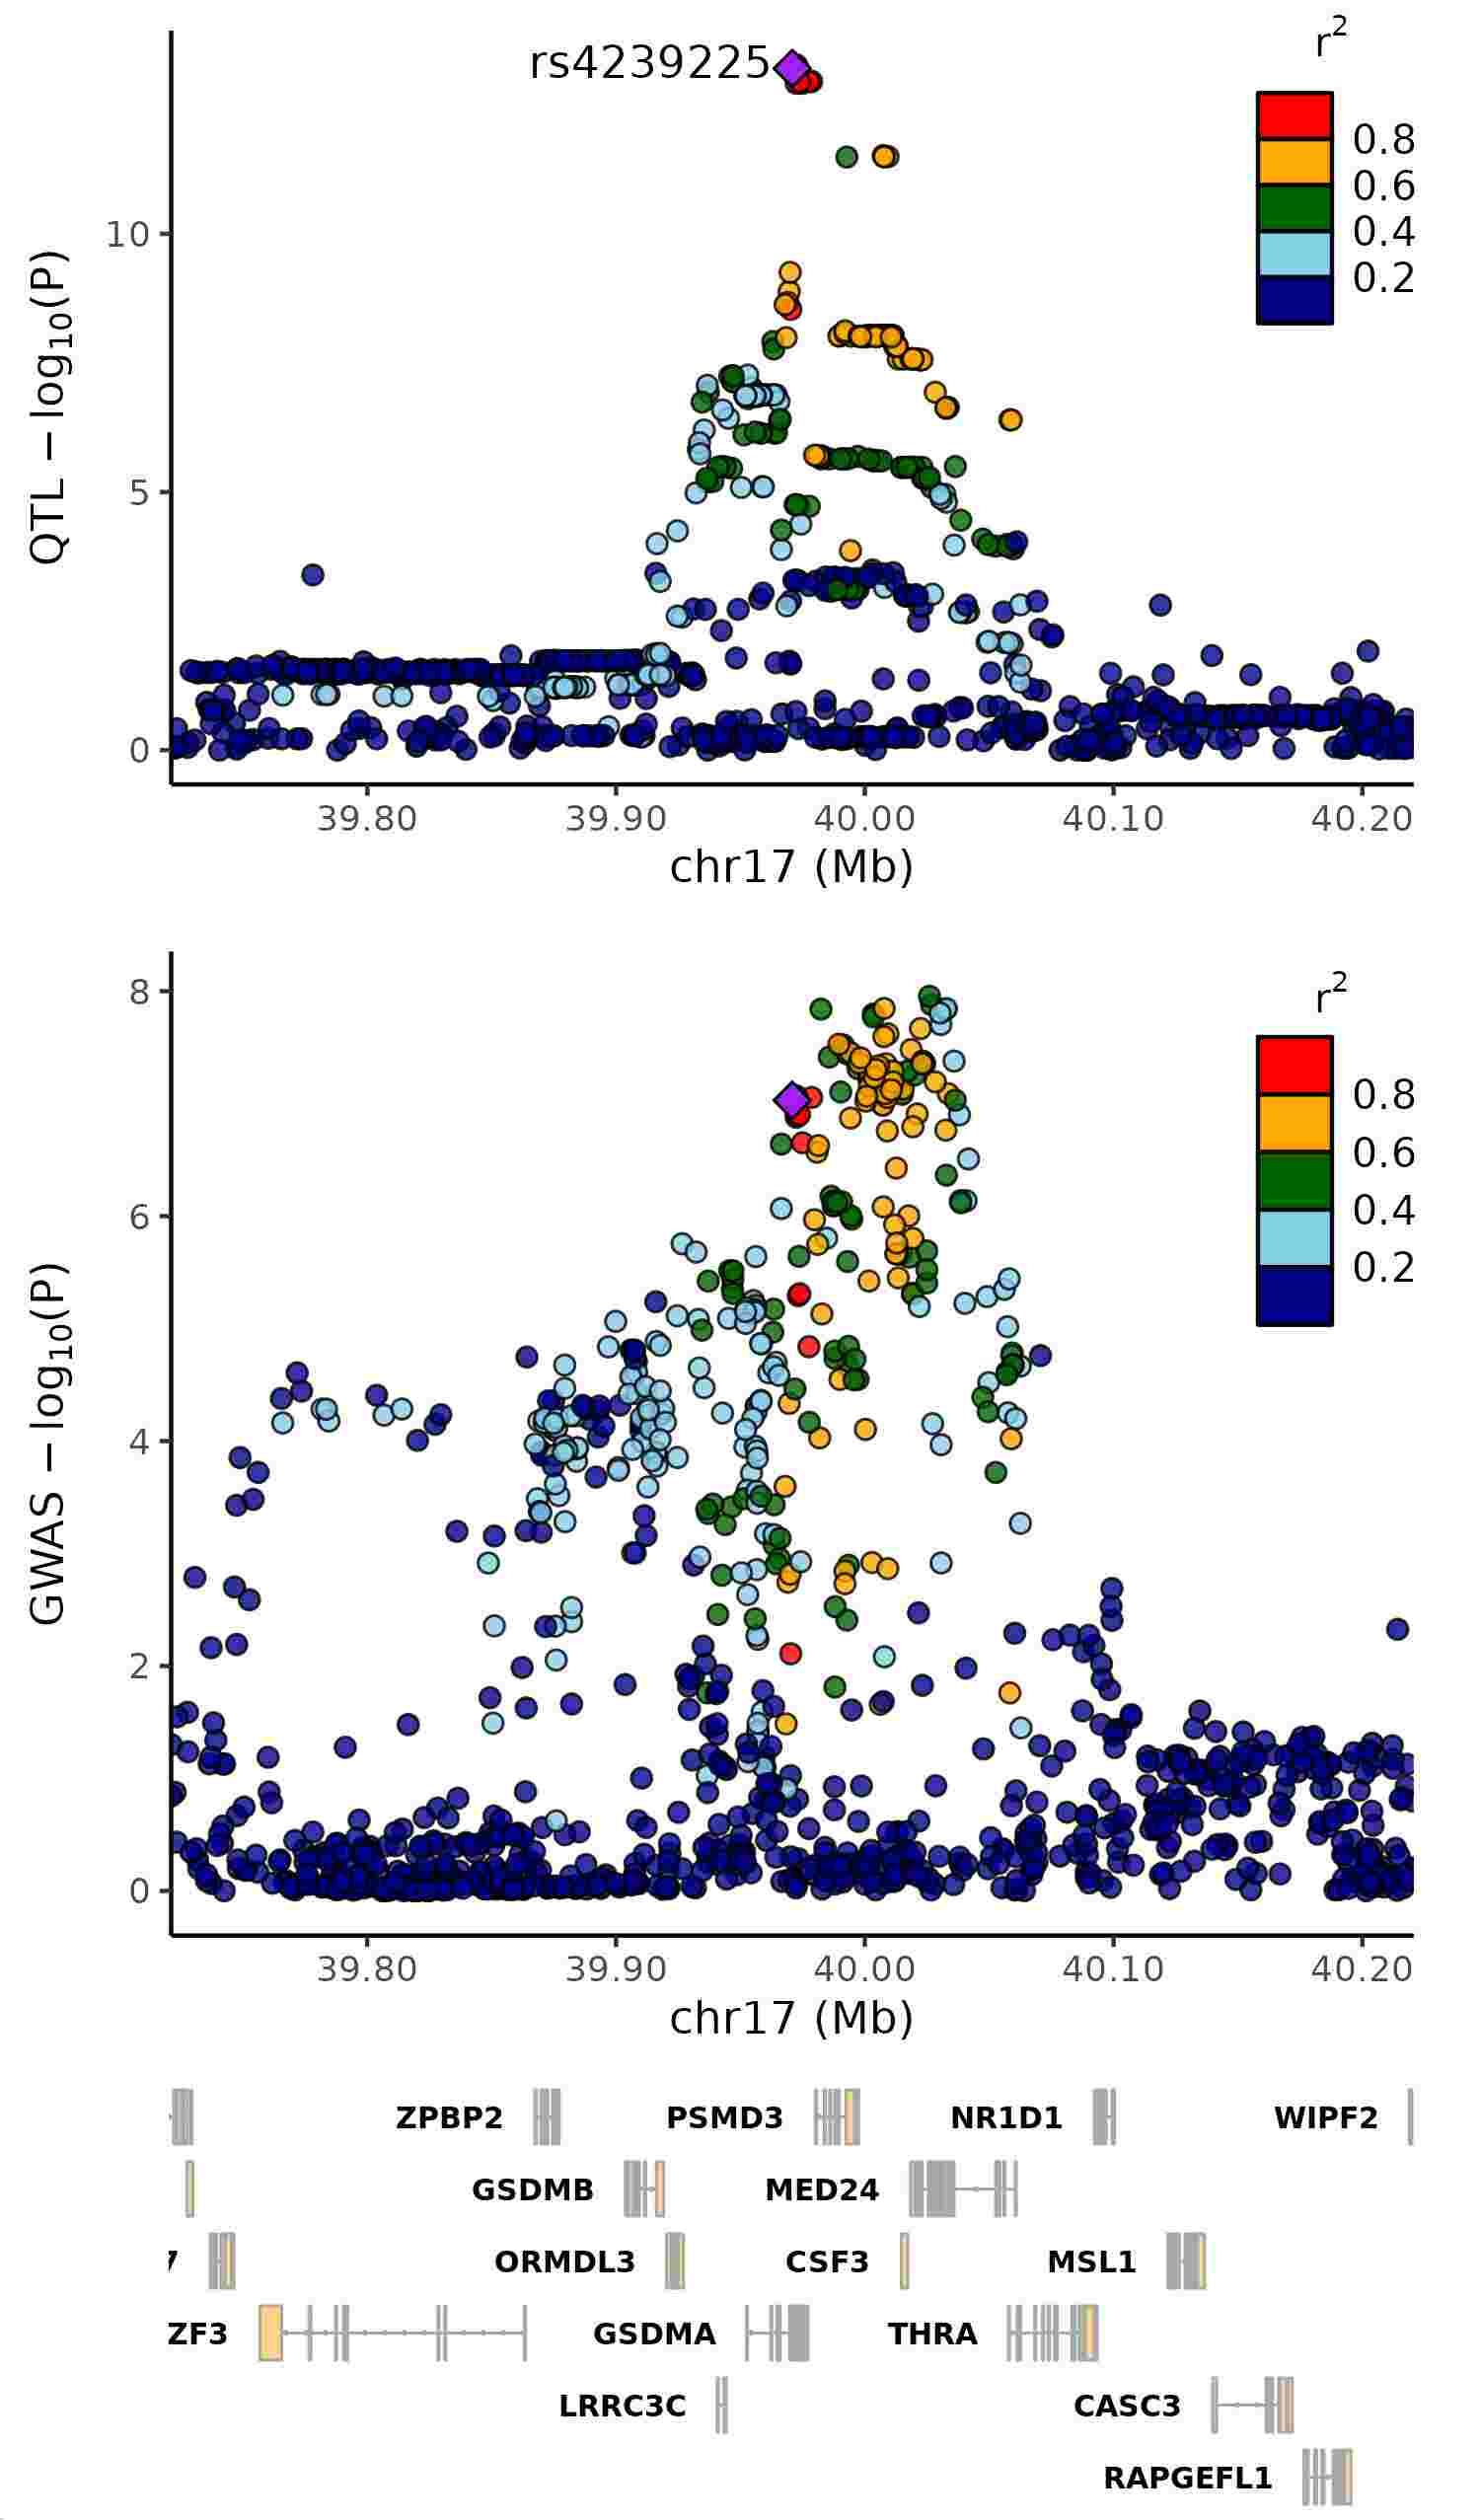 rs4239225
r2
0.8
0.6
0.4
0.2
10
5
0
QTL − log10(P)
39.80 39.90 40.00 40.10 40.20
chr17 (Mb)
r2
0.8
0.6
0.4
0.2
8
6
4
2
0
GWAS − log10(P)
39.80 39.90 40.00 40.10 40.20
chr17 (Mb)
ZPBP2 PSMD3 NR1D1 WIPF2
GSDMB MED24
7 ORMDL3 CSF3 MSL1
ZF3 GSDMA THRA
LRRC3C CASC3
RAPGEFL1